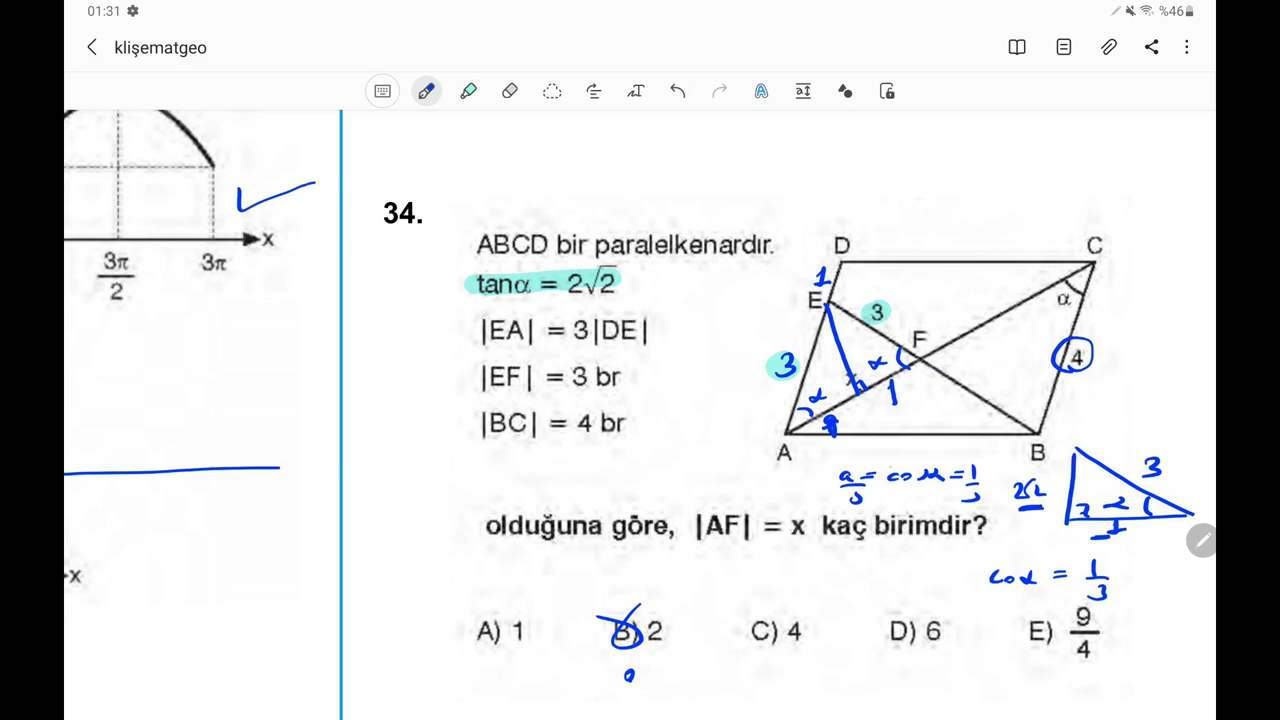 01:31
%46
klişematgeo
3π
2
3π
x
x
34.
ABCD bir paralelkenardır.
tanα = 2√2
|EA| = 3|DE|
|EF| = 3 br
|BC| = 4 br
D
C
1
E
3
α
F
3
α
x
4
α
1
A
B
a/3 = cosα = 1/3
2√2
3
α
1
olduğuna göre, |AF| = x kaç birimdir?
cosα = 1/3
A) 1
B) 2
C) 4
D) 6
E) 9/4